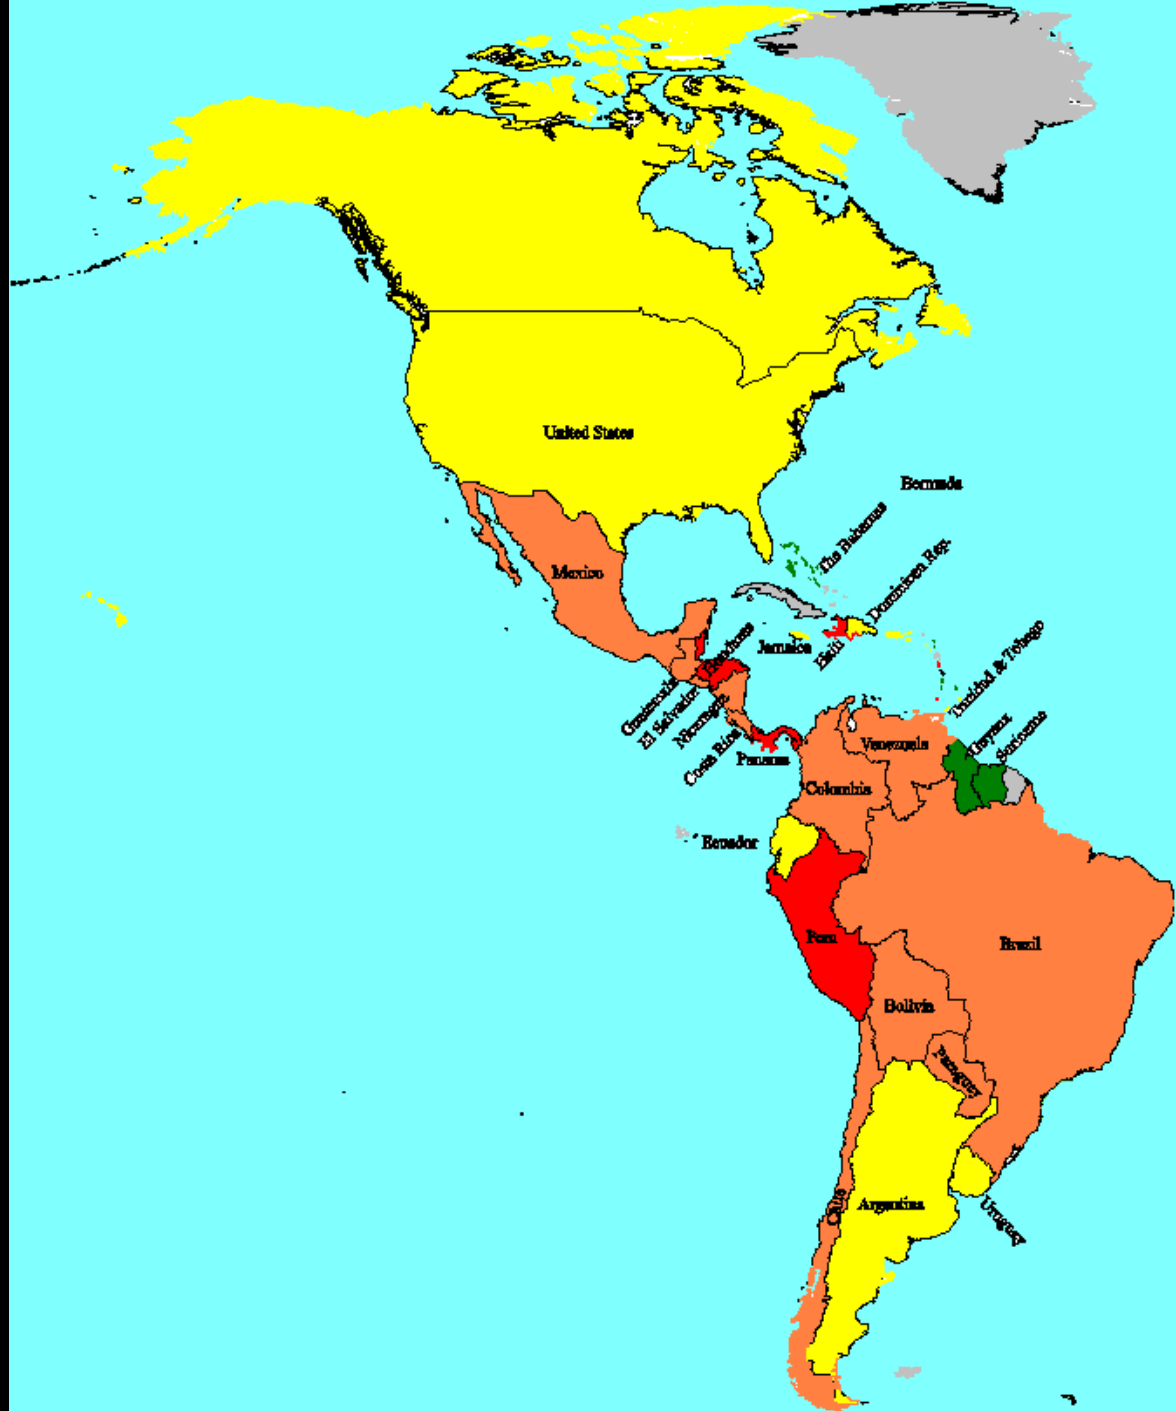 United States
Bermuda
The Bahamas
Mexico
Dominican Rep.
Jamaica
Haiti
Honduras
Trinidad & Tobago
Guatemala
El Salvador
Nicaragua
Costa Rica
Panama
Venezuela
Guyana
Suriname
Colombia
Ecuador
Peru
Brazil
Bolivia
Paraguay
Chile
Argentina
Uruguay